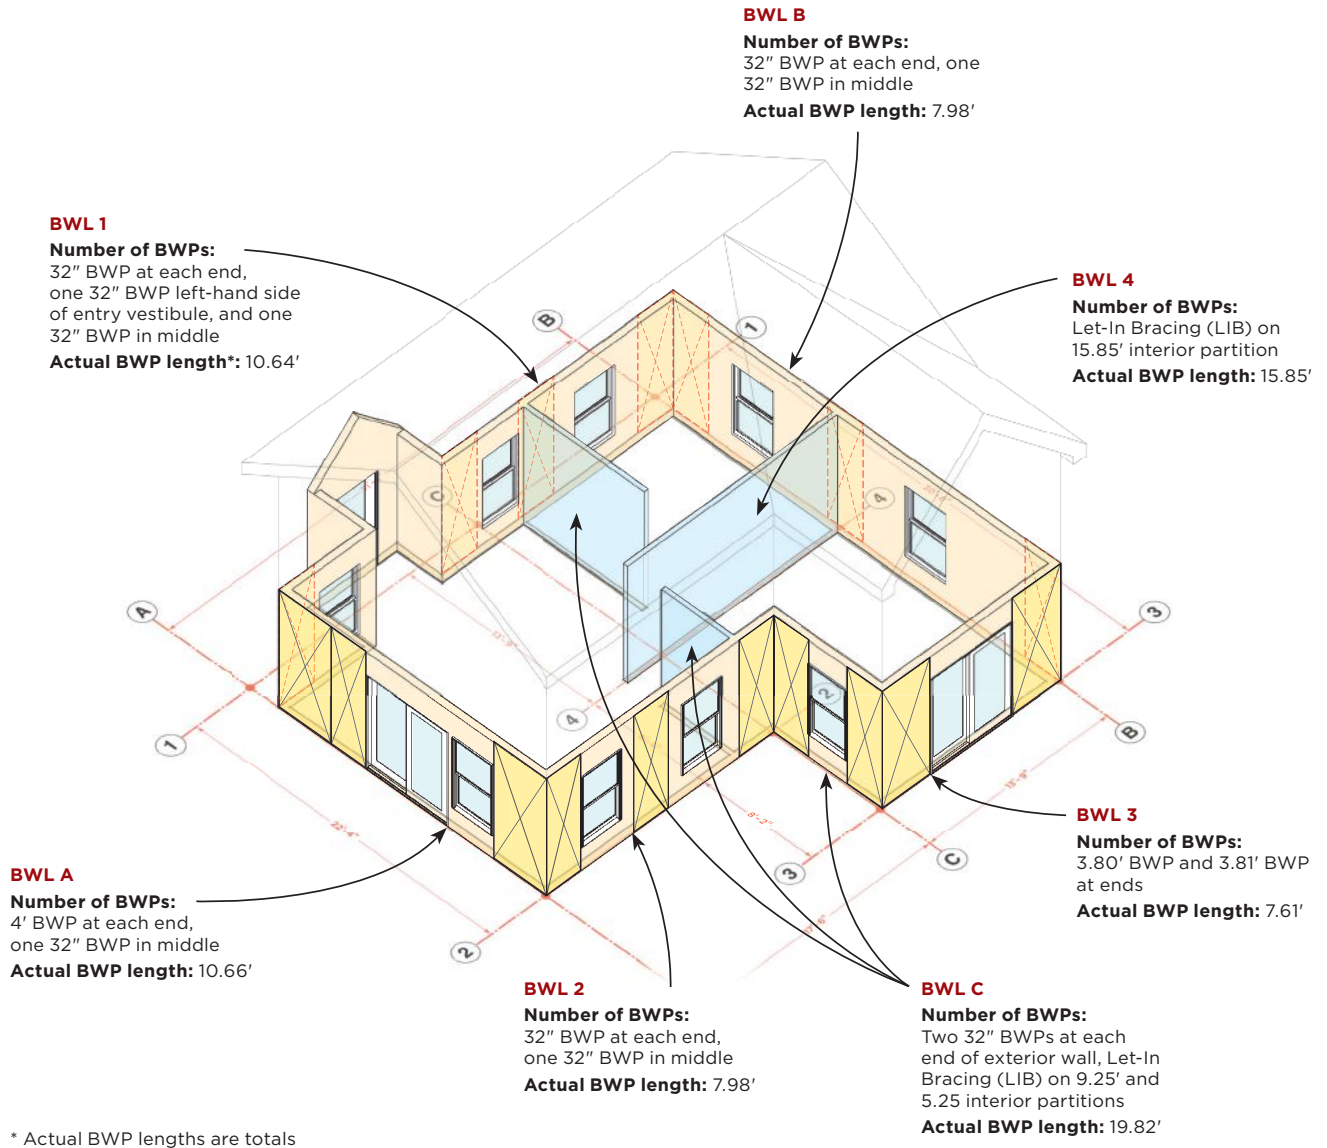 BWL B
Number of BWPs:
32" BWP at each end, one
32" BWP in middle
Actual BWP length: 7.98'
BWL 1
Number of BWPs:
32" BWP at each end,
one 32" BWP left-hand side
of entry vestibule, and one
32" BWP in middle
Actual BWP length*: 10.64'
BWL 4
Number of BWPs:
Let-In Bracing (LIB) on
15.85' interior partition
Actual BWP length: 15.85'
B
1
C
4
A
3
13'-9"
2
4
1
B
22'-4"
8'-2"
13'-9"
3
C
2
17'-6"
BWL 3
Number of BWPs:
3.80' BWP and 3.81' BWP
at ends
Actual BWP length: 7.61'
BWL A
Number of BWPs:
4' BWP at each end,
one 32" BWP in middle
Actual BWP length: 10.66'
BWL 2
Number of BWPs:
32" BWP at each end,
one 32" BWP in middle
Actual BWP length: 7.98'
BWL C
Number of BWPs:
Two 32" BWPs at each
end of exterior wall, Let-In
Bracing (LIB) on 9.25' and
5.25 interior partitions
Actual BWP length: 19.82'
* Actual BWP lengths are totals